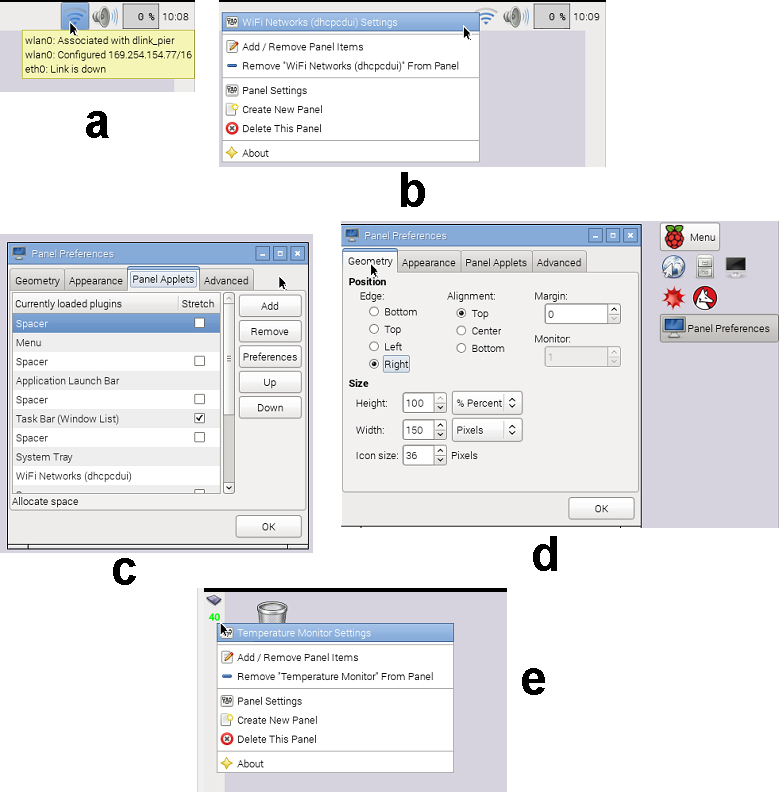 0 % 10:08
wlan0: Associated with dlink_pier
wlan0: Configured 169.254.154.77/16
eth0: Link is down
a
WiFi Networks (dhcpcdui) Settings
0 % 10:09
Add / Remove Panel Items
Remove "WiFi Networks (dhcpcdui)" From Panel
Panel Settings
Create New Panel
Delete This Panel
About
b
Panel Preferences
Geometry Appearance Panel Applets Advanced
Currently loaded plugins Stretch
Spacer
Menu
Spacer
Application Launch Bar
Spacer
Task Bar (Window List)
Spacer
System Tray
WiFi Networks (dhcpcdui)
Add
Remove
Preferences
Up
Down
Allocate space
OK
c
Panel Preferences
Geometry Appearance Panel Applets Advanced
Position
Edge: Alignment: Margin:
Bottom Top 0
Top Center Monitor:
Left Bottom 1
Right
Size
Height: 100 % Percent
Width: 150 Pixels
Icon size: 36 Pixels
OK
Menu
Panel Preferences
d
40
Temperature Monitor Settings
Add / Remove Panel Items
Remove "Temperature Monitor" From Panel
Panel Settings
Create New Panel
Delete This Panel
About
e